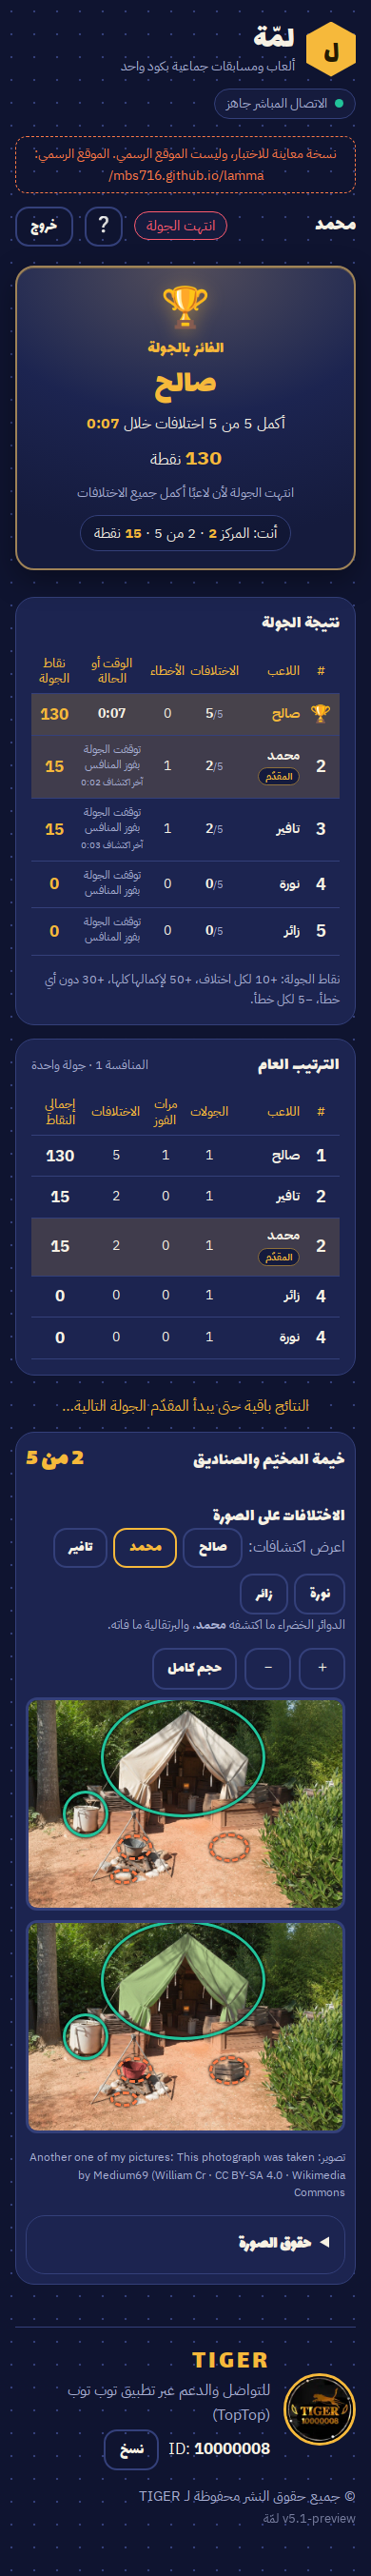 ل
لمّة
ألعاب ومسابقات جماعية بكود واحد
الاتصال المباشر جاهز
نسخة معاينة للاختبار، وليست الموقع الرسمي. الموقع الرسمي:
mbs716.github.io/lamma/
محمد
انتهت الجولة
?
خروج
الفائز بالجولة
صالح
أكمل 5 من 5 اختلافات خلال 0:07
130 نقطة
انتهت الجولة لأن لاعبًا أكمل جميع الاختلافات
أنت: المركز 2 · 2 من 5 · 15 نقطة
نتيجة الجولة
# اللاعب الاختلافات الأخطاء الوقت أو الحالة نقاط الجولة
صالح 5/5 0 0:07 130
2 محمد المقدّم 2/5 1 توقفت الجولة بفوز المنافس آخر اكتشاف 0:02 15
3 تافير 2/5 1 توقفت الجولة بفوز المنافس آخر اكتشاف 0:03 15
4 نورة 0/5 0 توقفت الجولة بفوز المنافس 0
5 زائر 0/5 0 توقفت الجولة بفوز المنافس 0
نقاط الجولة: +10 لكل اختلاف، +50 لإكمالها كلها، +30 دون أي
خطأ، −5 لكل خطأ.
الترتيب العام
المنافسة 1 · جولة واحدة
# اللاعب الجولات مرات الفوز الاختلافات إجمالي النقاط
1 صالح 1 1 5 130
2 تافير 1 0 2 15
2 محمد المقدّم 1 0 2 15
4 زائر 1 0 0 0
4 نورة 1 0 0 0
النتائج باقية حتى يبدأ المقدّم الجولة التالية...
خيمة المخيّم والصناديق
2 من 5
الاختلافات على الصورة
اعرض اكتشافات: صالح محمد تافير
نورة زائر
الدوائر الخضراء ما اكتشفه محمد، والبرتقالية ما فاته.
+ − حجم كامل
تصوير: Another one of my pictures: This photograph was taken
by Medium69 (William Cr · CC BY-SA 4.0 · Wikimedia
Commons
◀ حقوق الصورة
TIGER
10000008
TIGER
للتواصل والدعم عبر تطبيق توب توب
(TopTop)
ID: 10000008 نسخ
© جميع حقوق النشر محفوظة لـ TIGER
لمّة v5.1-preview